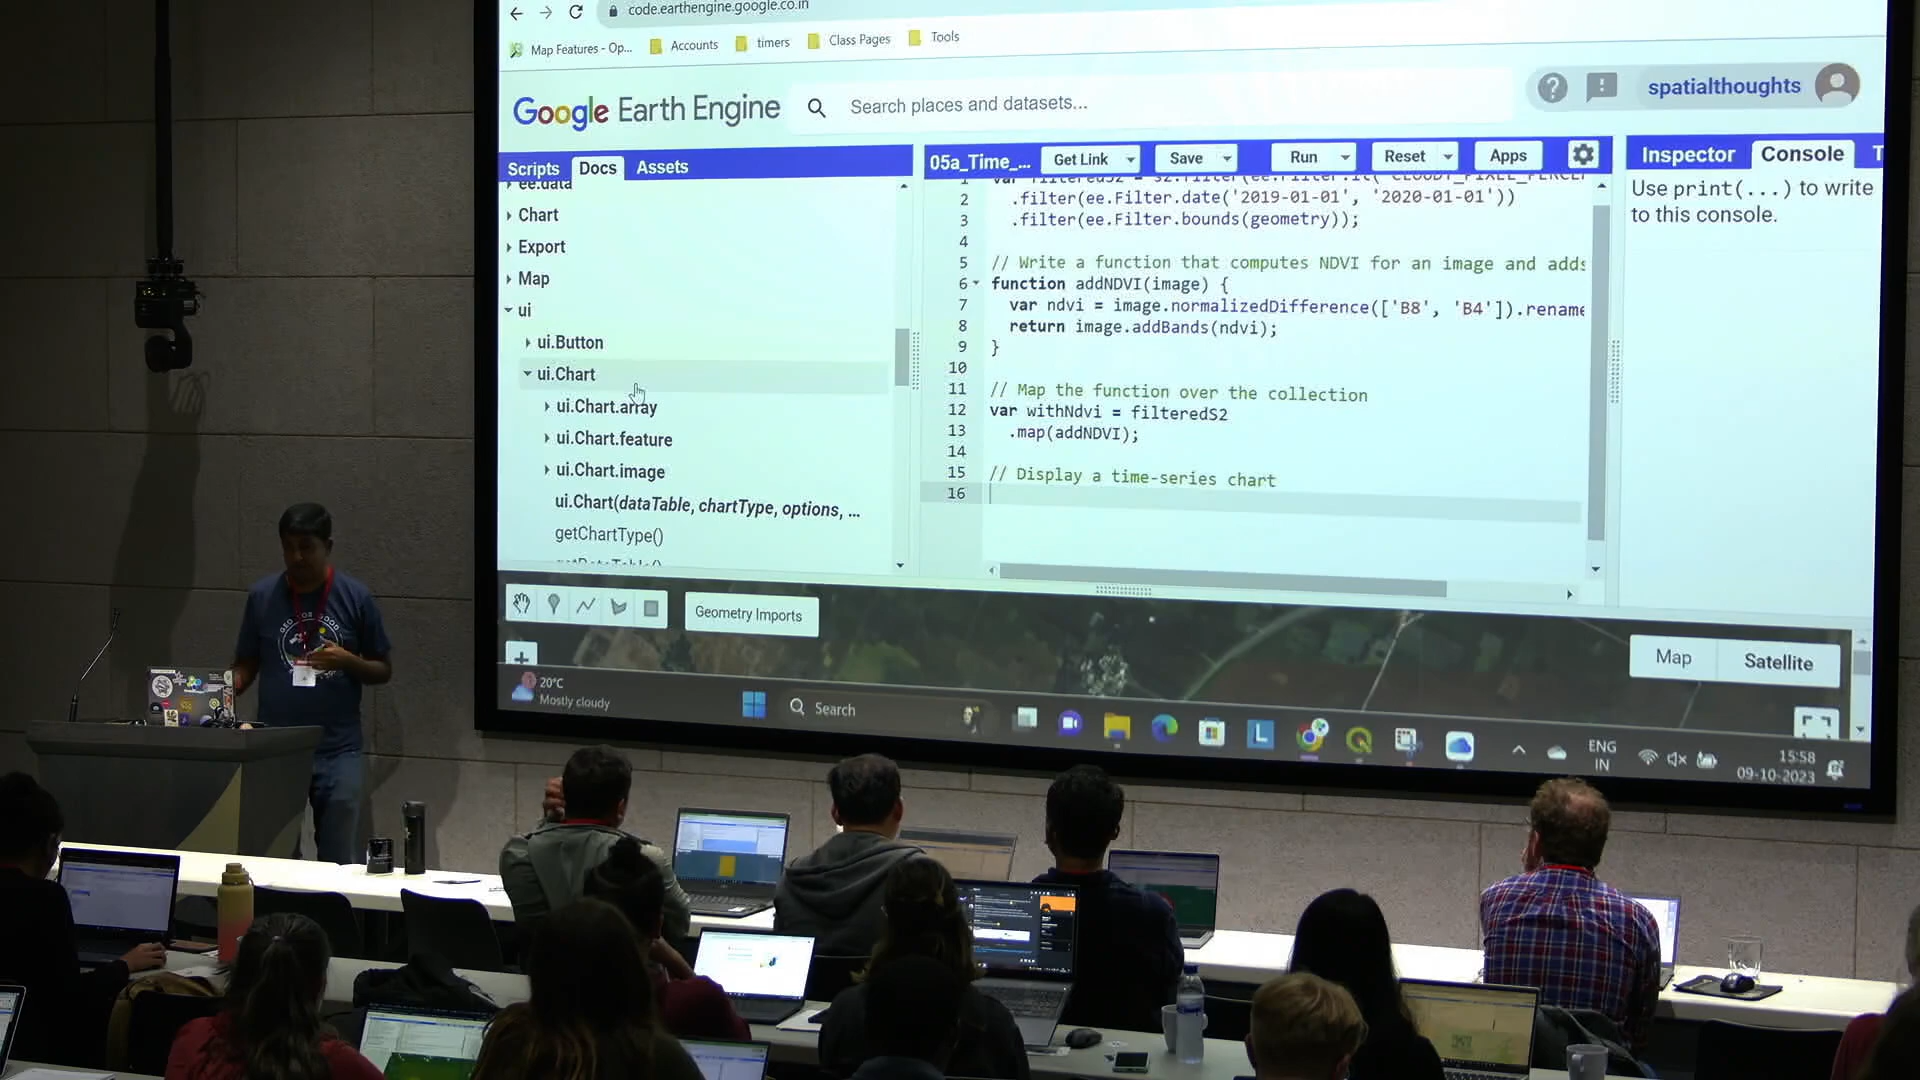 code.earthengine.google.co.in
Map Features - Op...
Accounts
timers
Class Pages
Tools
Google Earth Engine
Search places and datasets...
spatialthoughts
Scripts
Docs
Assets
ee.data
Chart
Export
Map
ui
ui.Button
ui.Chart
ui.Chart.array
ui.Chart.feature
ui.Chart.image
ui.Chart(dataTable, chartType, options, ...
getChartType()
05a_Time_...
Get Link
Save
Run
Reset
Apps
2 .filter(ee.Filter.date('2019-01-01', '2020-01-01'))
3 .filter(ee.Filter.bounds(geometry));
4
5 // Write a function that computes NDVI for an image and adds
6 function addNDVI(image) {
7 var ndvi = image.normalizedDifference(['B8', 'B4']).rename
8 return image.addBands(ndvi);
9 }
10
11 // Map the function over the collection
12 var withNdvi = filteredS2
13 .map(addNDVI);
14
15 // Display a time-series chart
16
Inspector
Console
Use print(...) to write
to this console.
Geometry Imports
Map
Satellite
20°C
Mostly cloudy
Search
ENG
IN
15:58
09-10-2023